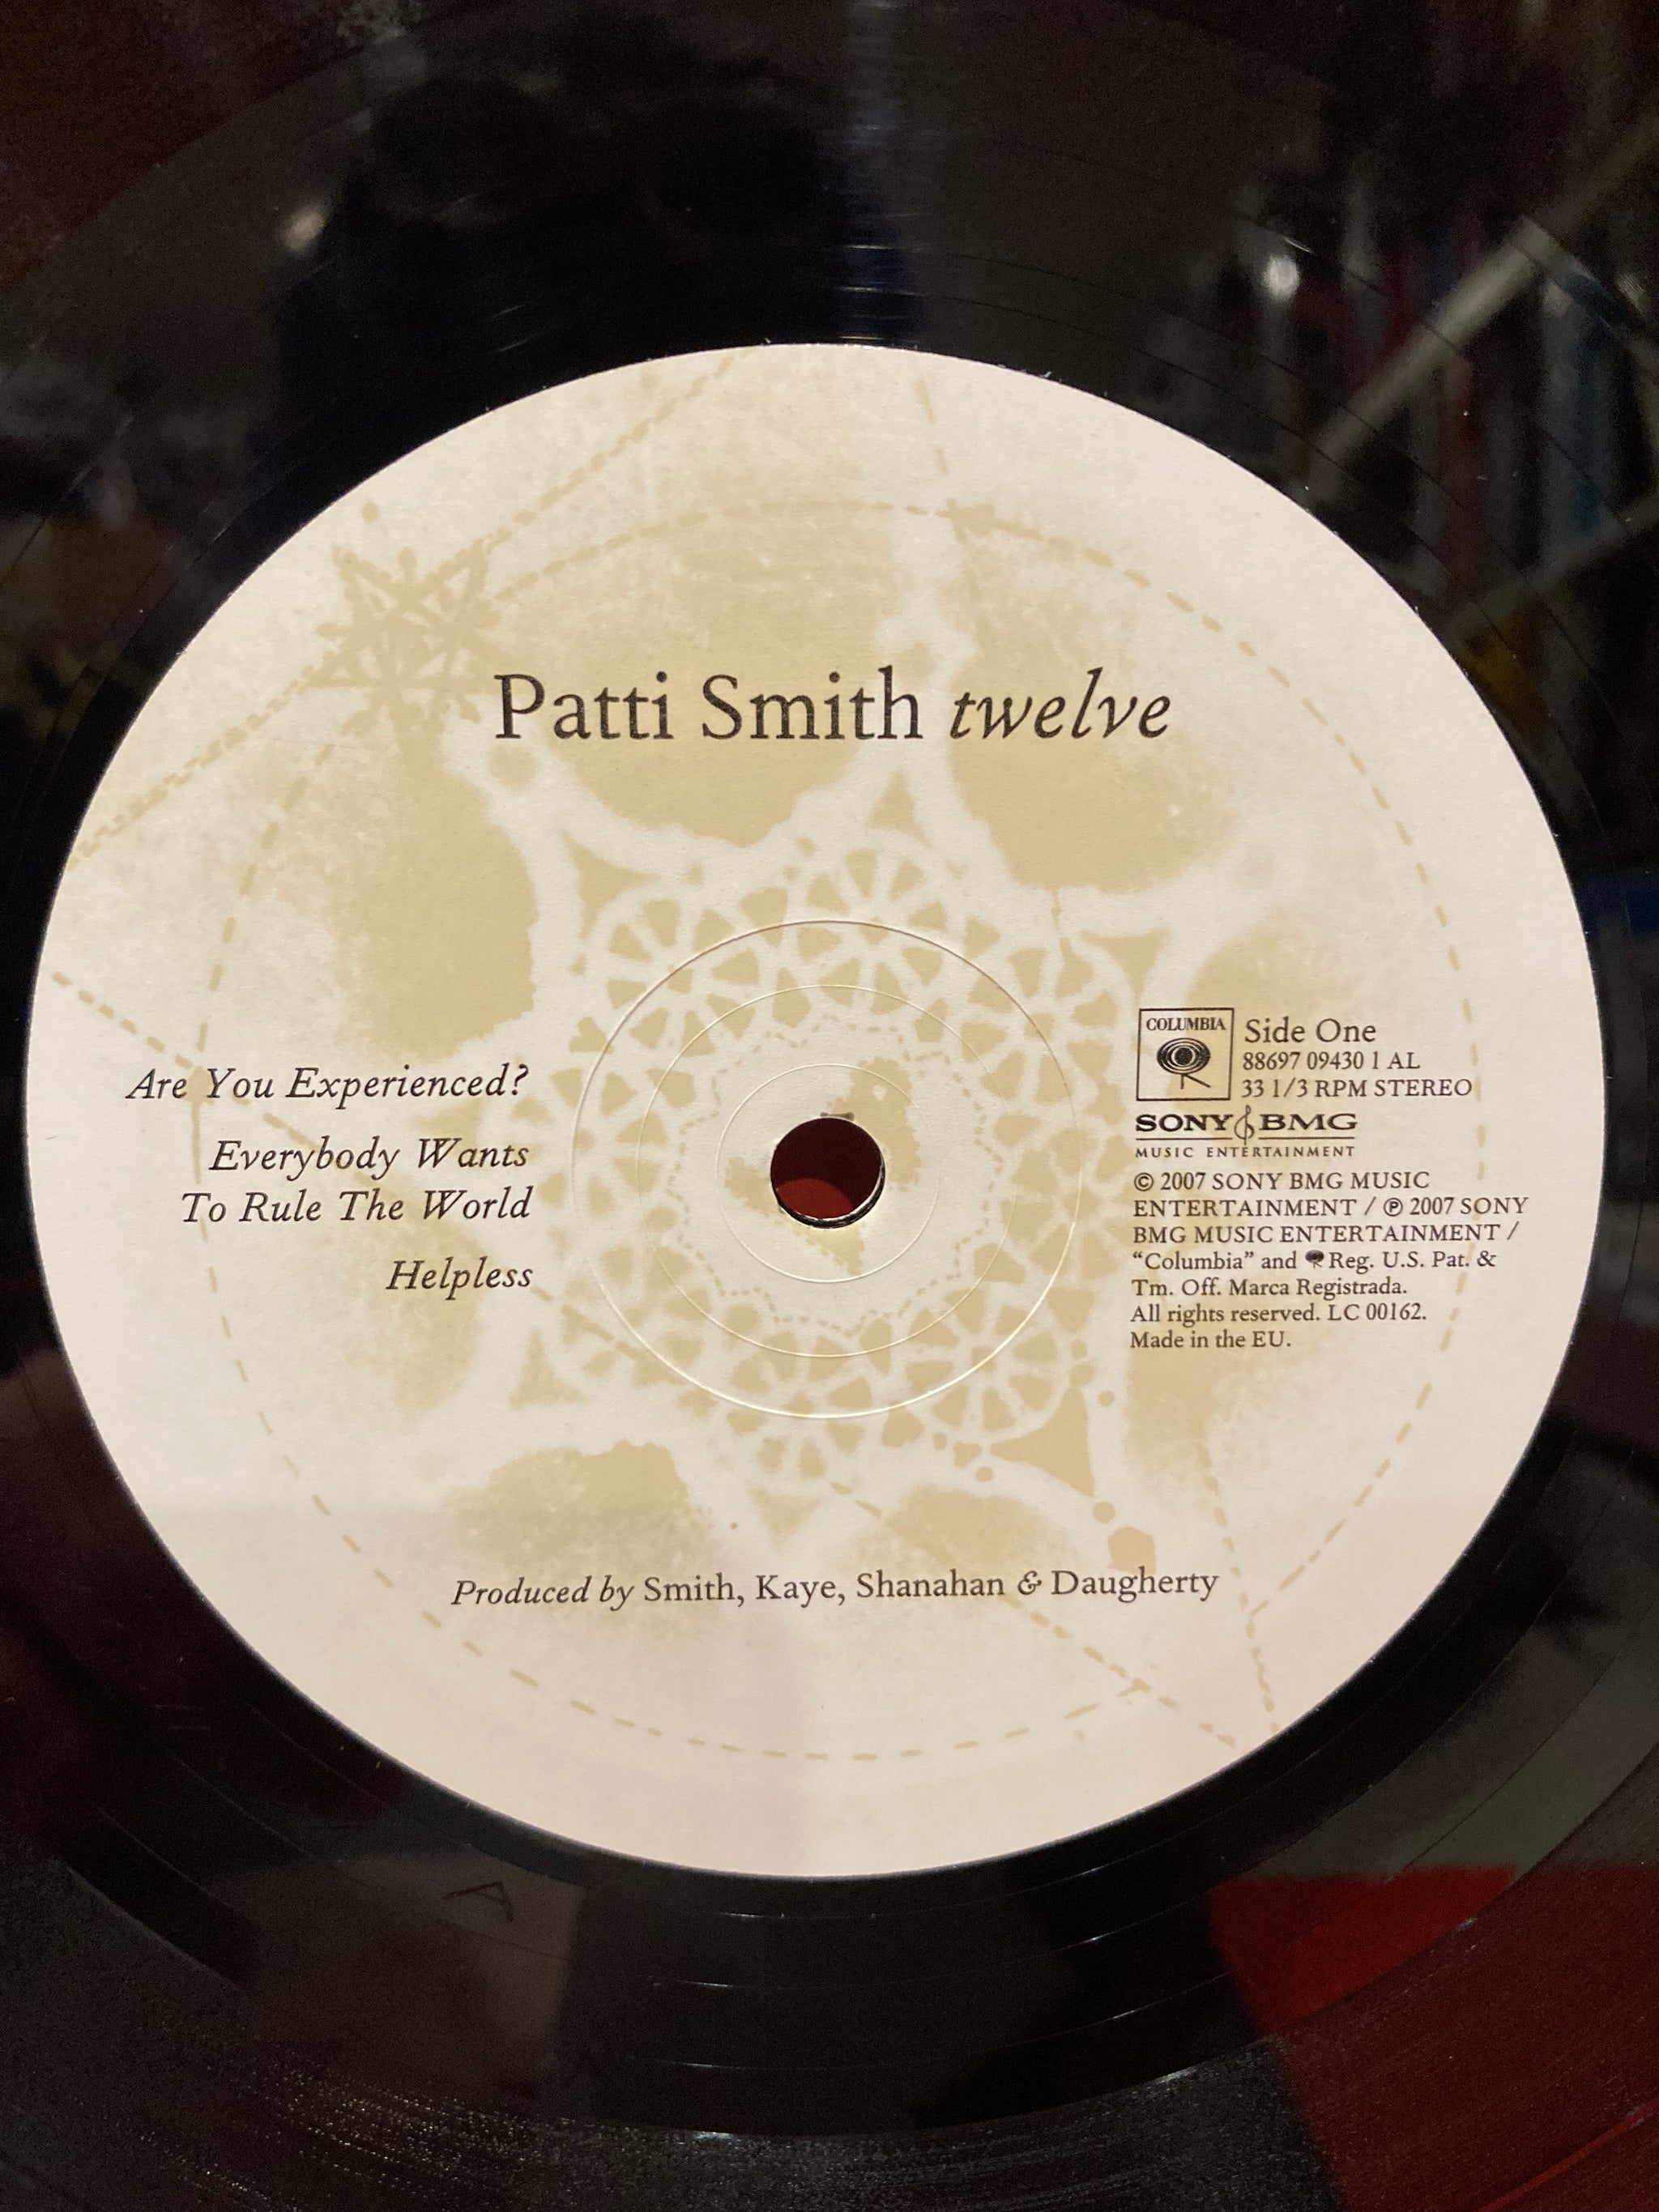 Patti Smith twelve
Are You Experienced?
Everybody Wants
To Rule The World
Helpless
COLUMBIA
Side One
88697 09430 1 AL
33 1/3 RPM STEREO
SONY BMG
MUSIC ENTERTAINMENT
© 2007 SONY BMG MUSIC
ENTERTAINMENT / ℗ 2007 SONY
BMG MUSIC ENTERTAINMENT /
“Columbia” and Reg. U.S. Pat. &
Tm. Off. Marca Registrada.
All rights reserved. LC 00162.
Made in the EU.
Produced by Smith, Kaye, Shanahan & Daugherty